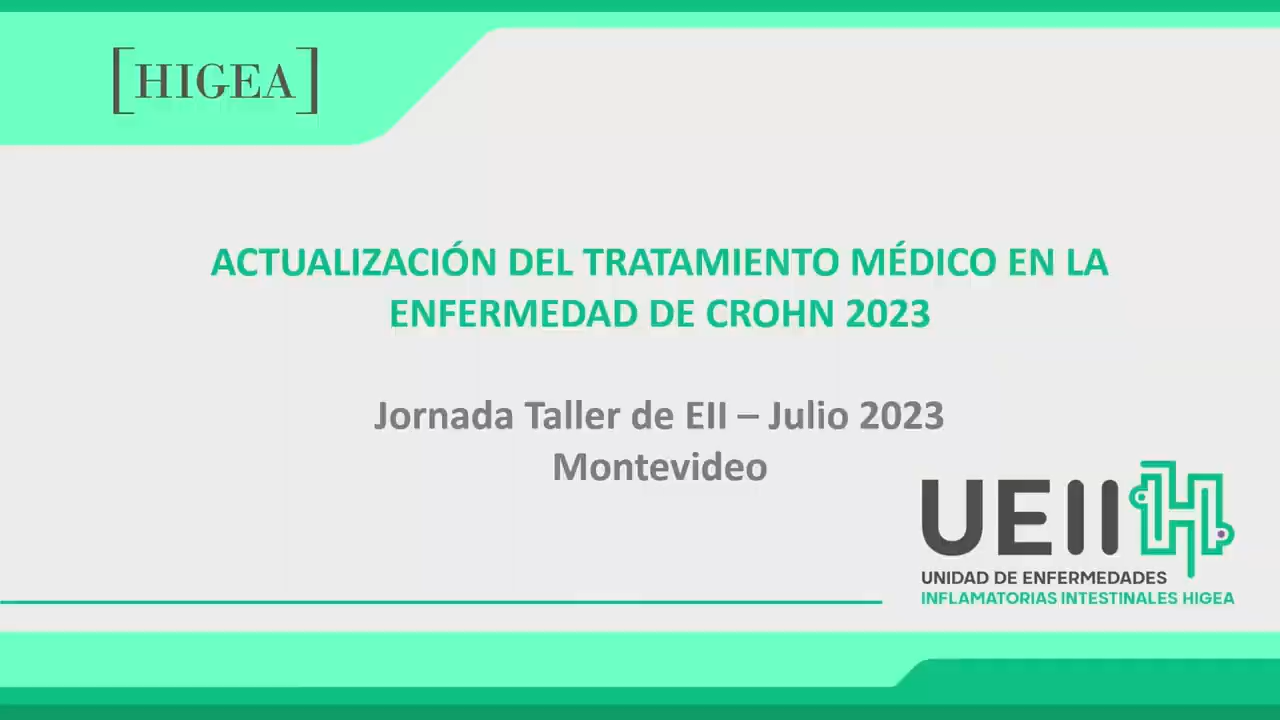 [HIGEA]
ACTUALIZACIÓN DEL TRATAMIENTO MÉDICO EN LA
ENFERMEDAD DE CROHN 2023
Jornada Taller de EII – Julio 2023
Montevideo
UEIIH
UNIDAD DE ENFERMEDADES
INFLAMATORIAS INTESTINALES HIGEA